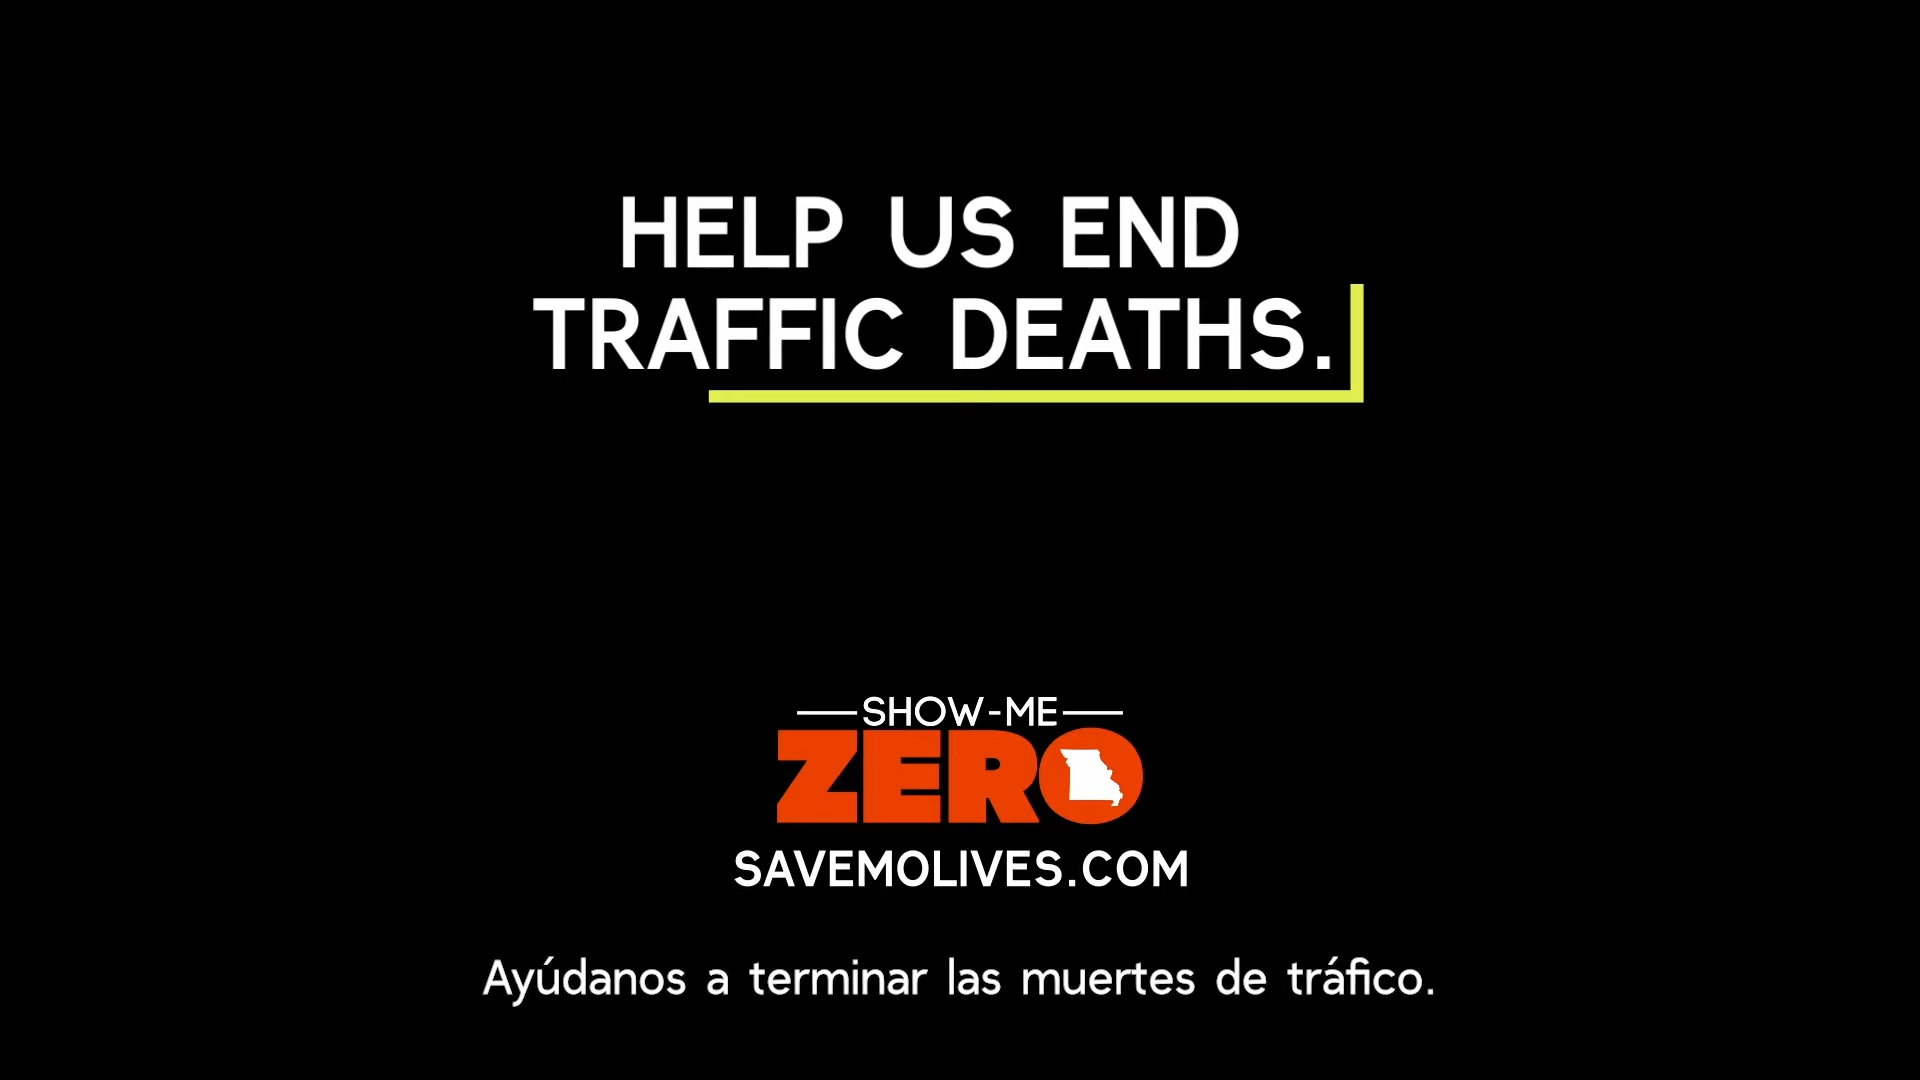 HELP US END
TRAFFIC DEATHS.
SHOW-ME
ZERO
SAVEMOLIVES.COM
Ayúdanos a terminar las muertes de tráfico.